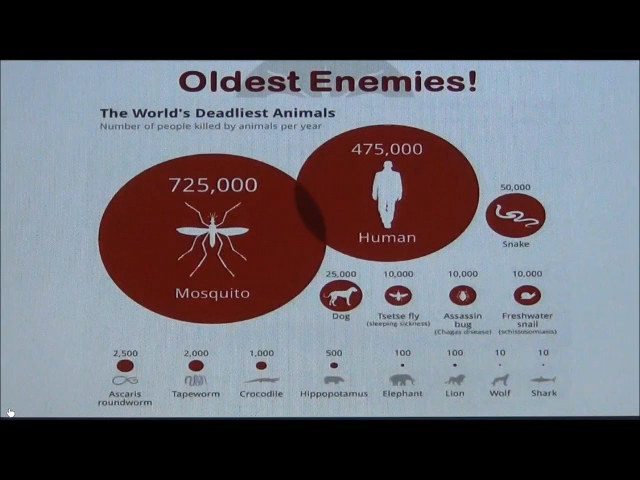 Oldest Enemies!
The World's Deadliest Animals
Number of people killed by animals per year
475,000
725,000
50,000
Human
Snake
Mosquito
25,000
10,000
10,000
10,000
Dog
Tsetse fly
(sleeping sickness)
Assassin
bug
(Chagas disease)
Freshwater
snail
(schistosomiasis)
2,500
2,000
1,000
500
100
100
10
10
Ascaris
roundworm
Tapeworm
Crocodile
Hippopotamus
Elephant
Lion
Wolf
Shark